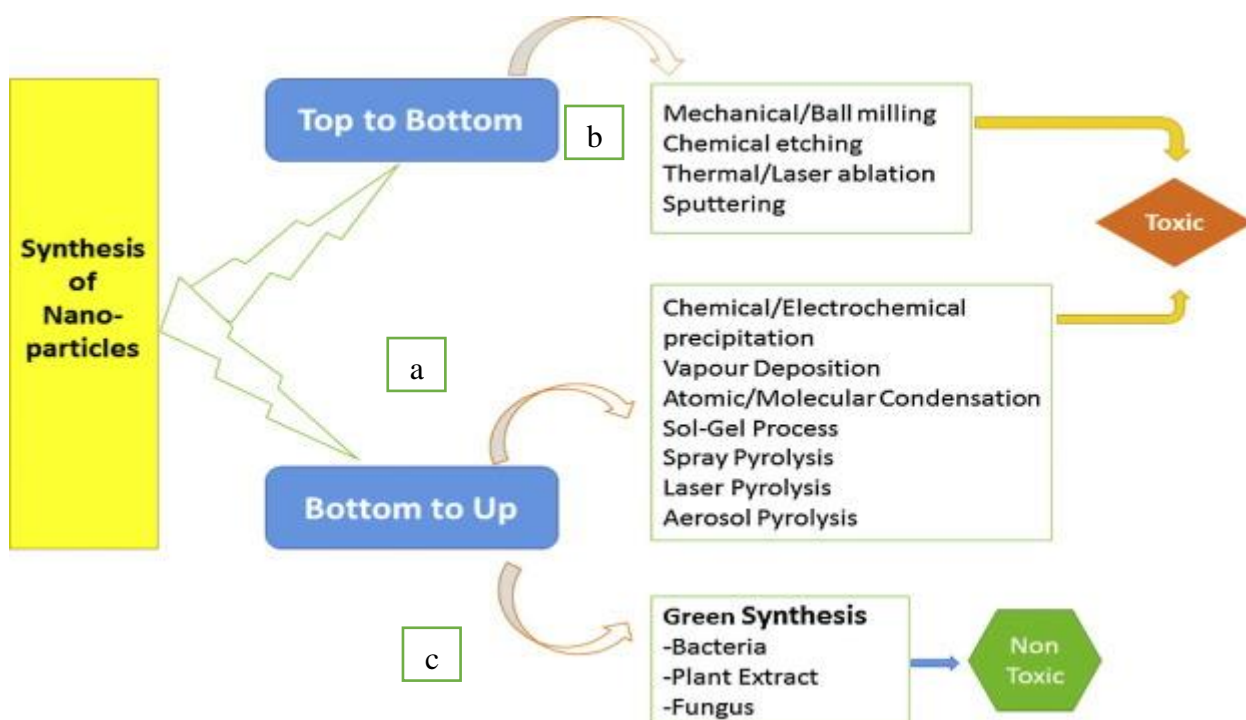 Synthesis
of
Nano-
particles
Top to Bottom
b
Mechanical/Ball milling
Chemical etching
Thermal/Laser ablation
Sputtering
Toxic
a
Chemical/Electrochemical
precipitation
Vapour Deposition
Atomic/Molecular Condensation
Sol-Gel Process
Spray Pyrolysis
Laser Pyrolysis
Aerosol Pyrolysis
Bottom to Up
c
Green Synthesis
-Bacteria
-Plant Extract
-Fungus
Non
Toxic